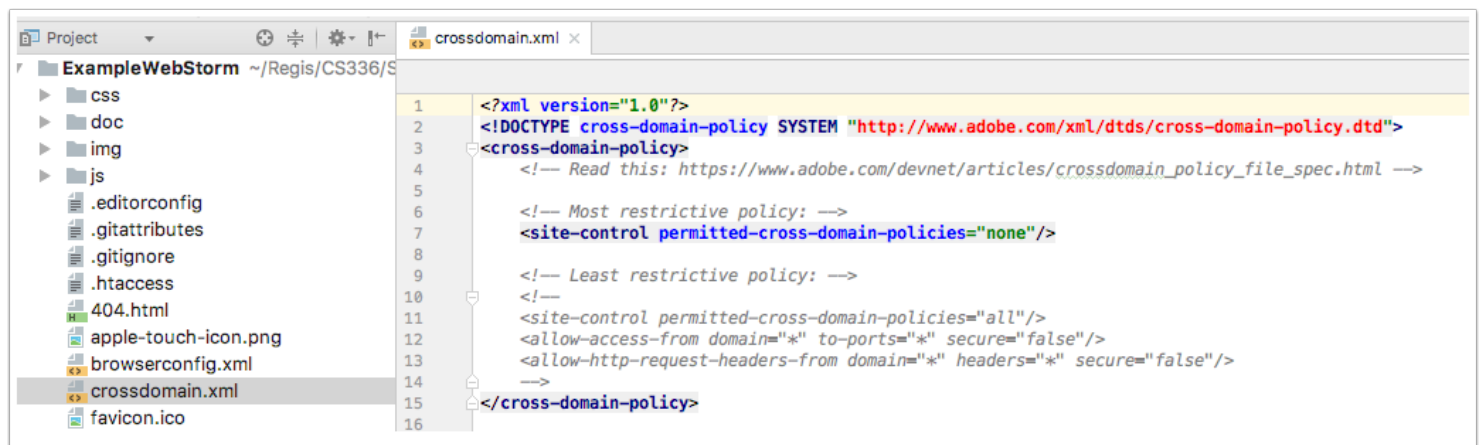 Project
crossdomain.xml
ExampleWebStorm ~/Regis/CS336/S
css
doc
img
js
.editorconfig
.gitattributes
.gitignore
.htaccess
404.html
apple-touch-icon.png
browserconfig.xml
crossdomain.xml
favicon.ico
1 <?xml version="1.0"?>
2 <!DOCTYPE cross-domain-policy SYSTEM "http://www.adobe.com/xml/dtds/cross-domain-policy.dtd">
3 <cross-domain-policy>
4 <!-- Read this: https://www.adobe.com/devnet/articles/crossdomain_policy_file_spec.html -->
5
6 <!-- Most restrictive policy: -->
7 <site-control permitted-cross-domain-policies="none"/>
8
9 <!-- Least restrictive policy: -->
10 <!--
11 <site-control permitted-cross-domain-policies="all"/>
12 <allow-access-from domain="*" to-ports="*" secure="false"/>
13 <allow-http-request-headers-from domain="*" headers="*" secure="false"/>
14 -->
15 </cross-domain-policy>
16